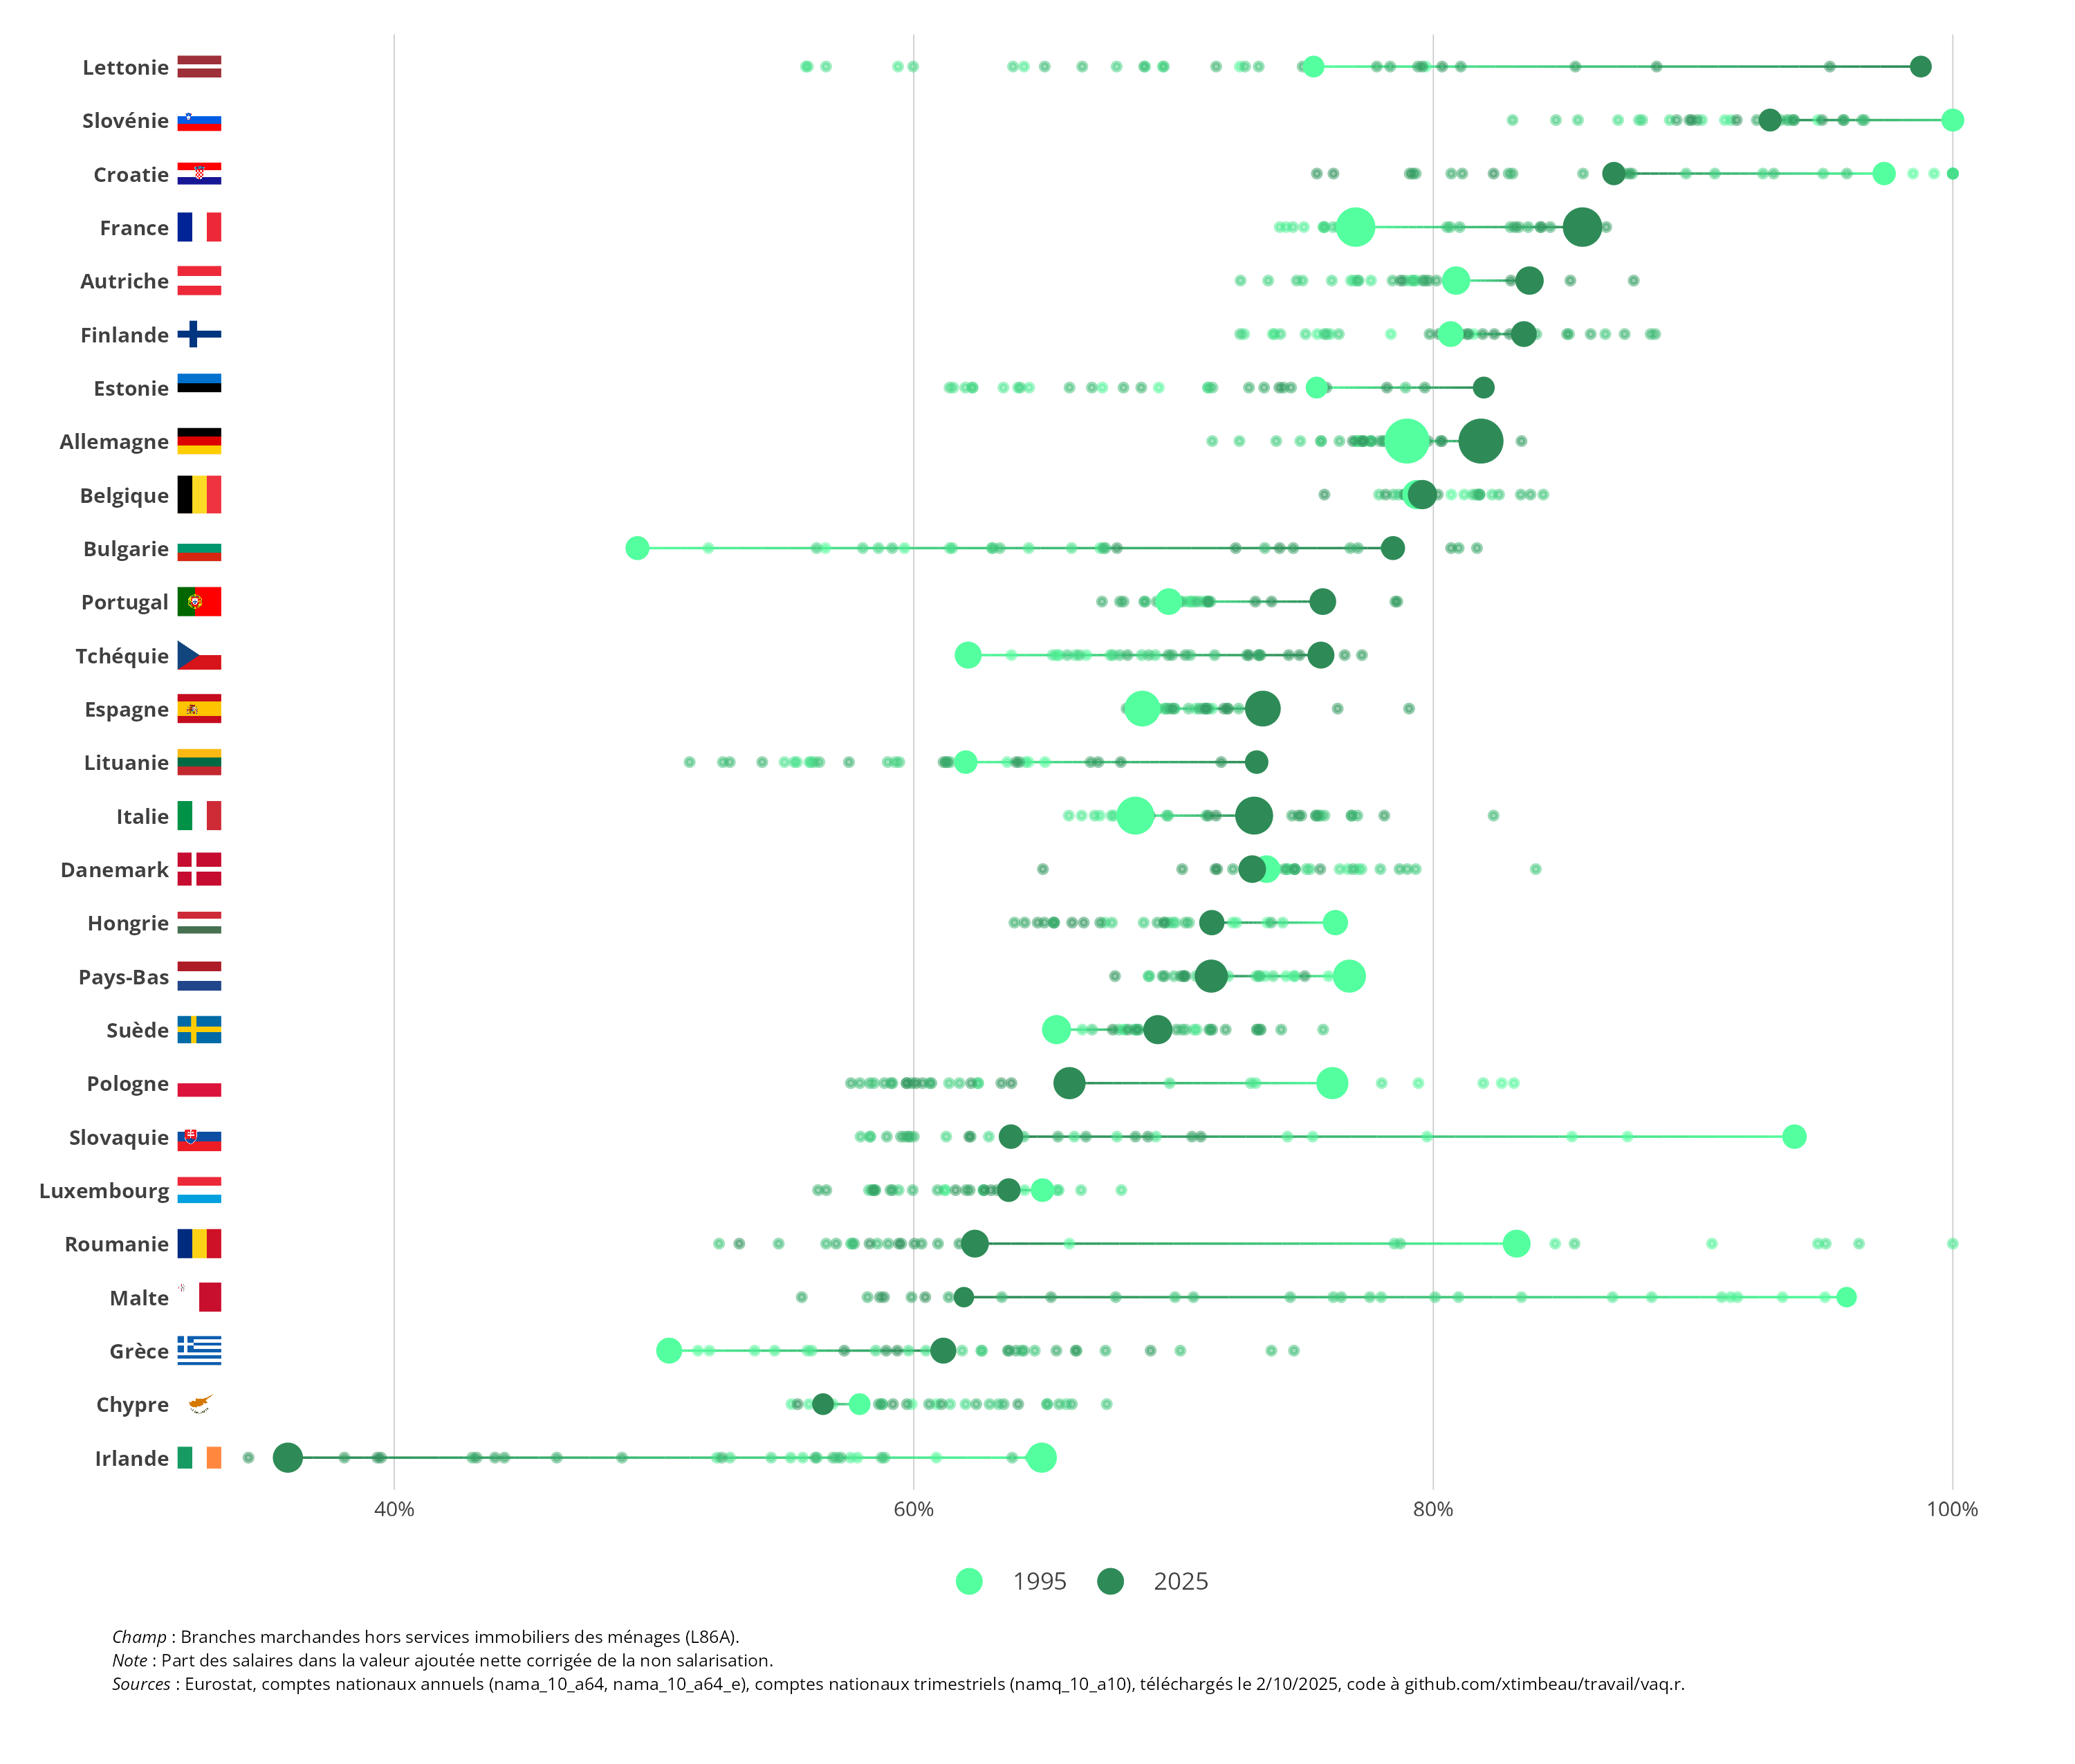 Lettonie
Slovénie
Croatie
France
Autriche
Finlande
Estonie
Allemagne
Belgique
Bulgarie
Portugal
Tchéquie
Espagne
Lituanie
Italie
Danemark
Hongrie
Pays-Bas
Suède
Pologne
Slovaquie
Luxembourg
Roumanie
Malte
Grèce
Chypre
Irlande
40% 60% 80% 100%
1995 2025
Champ : Branches marchandes hors services immobiliers des ménages (L86A).
Note : Part des salaires dans la valeur ajoutée nette corrigée de la non salarisation.
Sources : Eurostat, comptes nationaux annuels (nama_10_a64, nama_10_a64_e), comptes nationaux trimestriels (namq_10_a10), téléchargés le 2/10/2025, code à github.com/xtimbeau/travail/vaq.r.